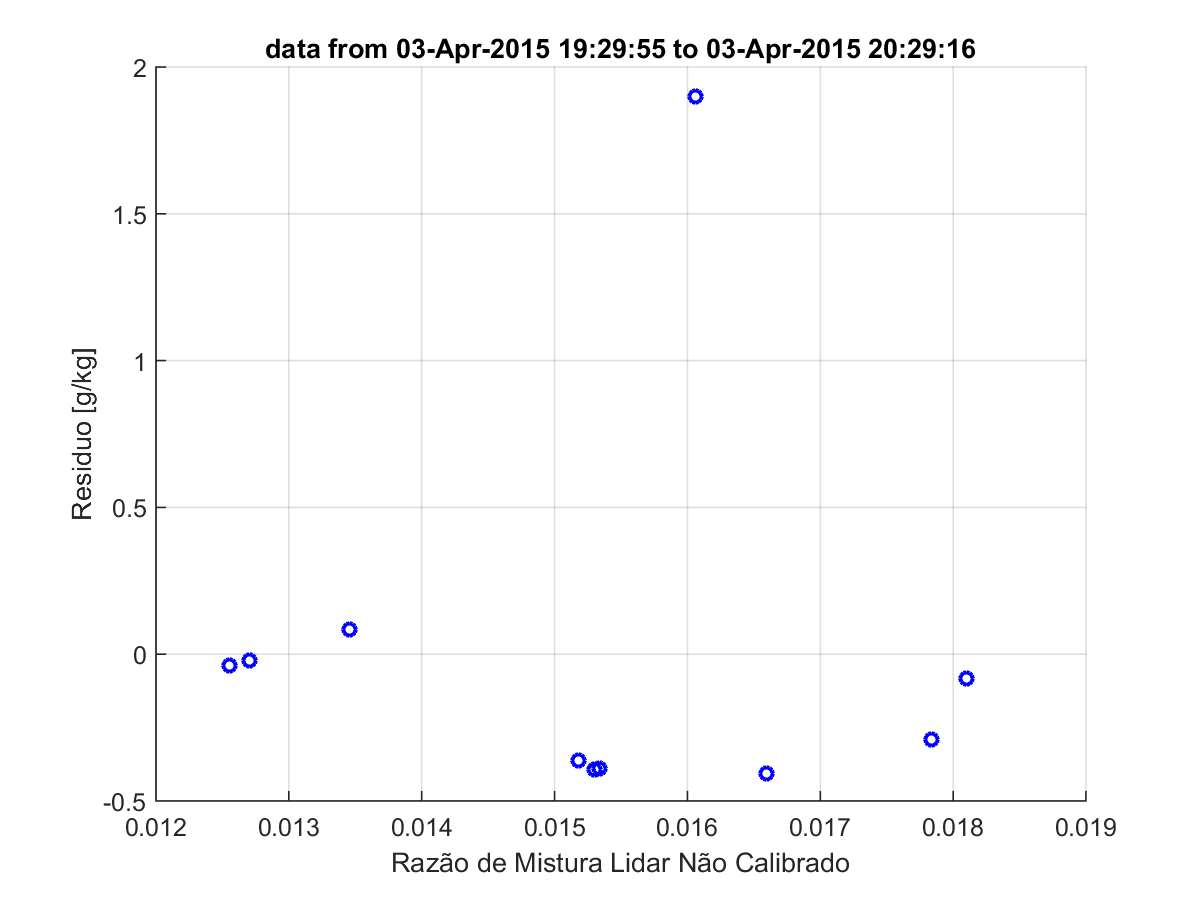 data from 03-Apr-2015 19:29:55 to 03-Apr-2015 20:29:16
2
1.5
1
0.5
0
-0.5
Residuo [g/kg]
0.012 0.013 0.014 0.015 0.016 0.017 0.018 0.019
Razão de Mistura Lidar Não Calibrado